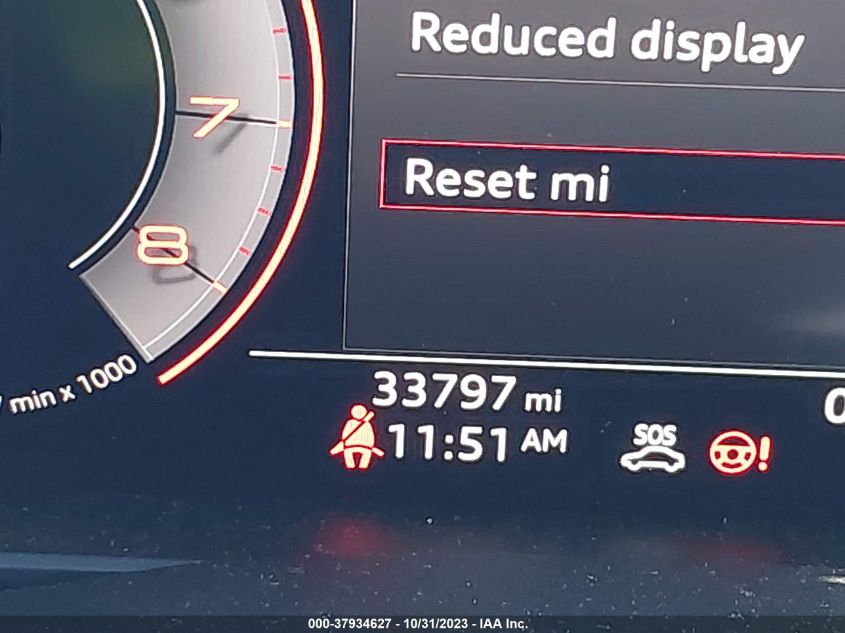 Reduced display
7
Reset mi
8
min x 1000
33797 mi
11:51 AM
SOS
!
0
000-37934627 - 10/31/2023 - IAA Inc.